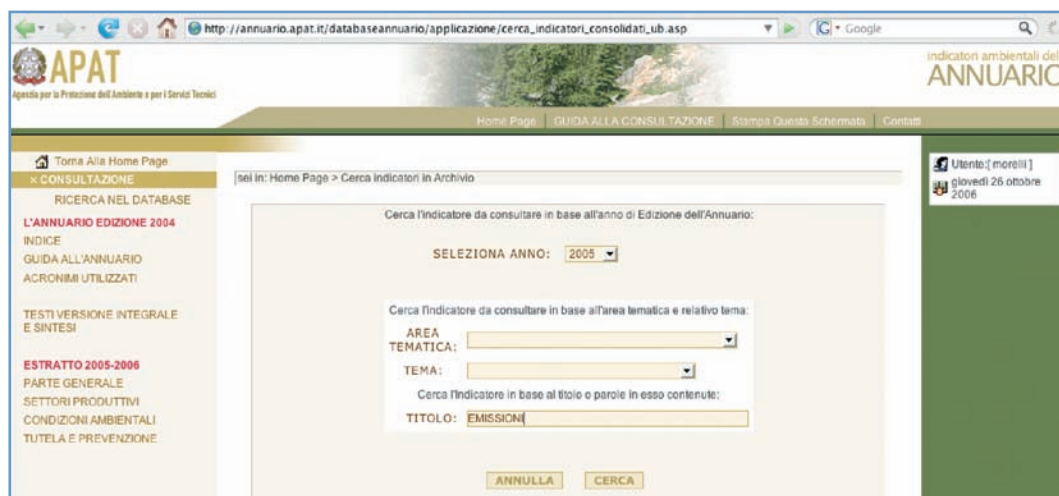 http://annuario.apat.it/databaseannuario/applicazione/cerca_indicatori_consolidati_ub.asp
Google
APAT
Agenzia per la Protezione dell'Ambiente e per i Servizi Tecnici
indicatori ambientali del
ANNUARIO
Home Page | GUIDA ALLA CONSULTAZIONE | Stampa Questa Schermata | Contatti
Torna Alla Home Page
× CONSULTAZIONE
RICERCA NEL DATABASE
L'ANNUARIO EDIZIONE 2004
INDICE
GUIDA ALL'ANNUARIO
ACRONIMI UTILIZZATI
TESTI VERSIONE INTEGRALE
E SINTESI
ESTRATTO 2005-2006
PARTE GENERALE
SETTORI PRODUTTIVI
CONDIZIONI AMBIENTALI
TUTELA E PREVENZIONE
sei in: Home Page > Cerca indicatori in Archivio
Cerca l'indicatore da consultare in base all'anno di Edizione dell'Annuario:
SELEZIONA ANNO: 2005
Cerca l'indicatore da consultare in base all'area tematica e relativo tema:
AREA
TEMATICA:
TEMA:
Cerca l'indicatore in base al titolo o parole in esso contenute:
TITOLO: EMISSIONI
ANNULLA CERCA
Utente:[ morelli ]
giovedì 26 ottobre
2006